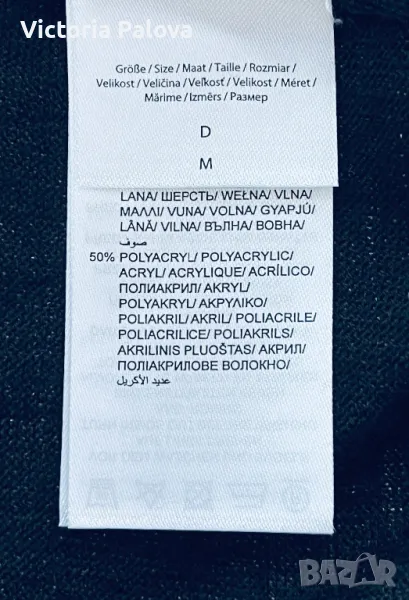 Victoria Palova
Größe / Size / Maat / Taille / Rozmiar /
Velikost / Veličina / Veľkosť / Velikost / Méret /
Mărime / Izmērs / Размер
D
M
LANA/ ШЕРСТЬ/ WEŁNA/ VLNA/
ΜΑΛΛΙ/ VUNA/ VOLNA/ GYAPJÚ/
LÂNĂ/ VILNA/ ВЪЛНА/ ВОВНА/
صوف
50% POLYACRYL/ POLYACRYLIC/
ACRYL/ ACRYLIQUE/ ACRÍLICO/
ПОЛИАКРИЛ/ AKRYL/
POLYAKRYL/ ΑΚΡΥΛΙΚΟ/
POLIAKRIL/ AKRIL/ POLIACRILE/
POLIACRILICE/ POLIAKRILS/
AKRILINIS PLUOŠTAS/ АКРИЛ/
ПОЛІАКРИЛОВЕ ВОЛОКНО/
عديد الأكريل/
BAZAR